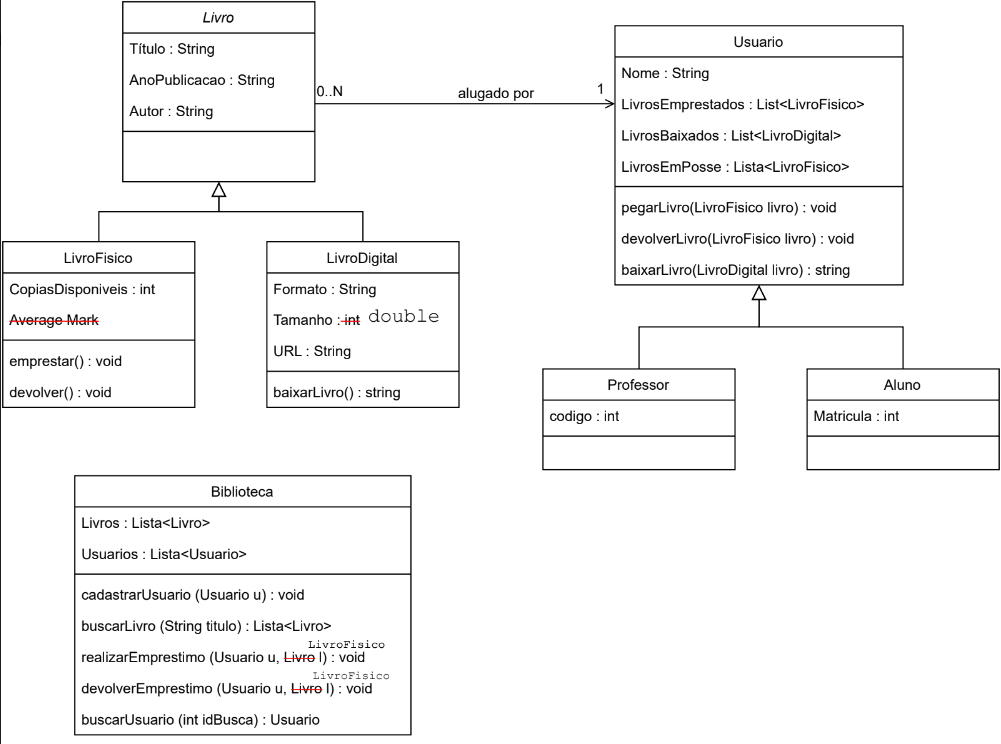 Livro
Título : String
AnoPublicacao : String
Autor : String
0..N
alugado por
1
Usuario
Nome : String
LivrosEmprestados : List<LivroFisico>
LivrosBaixados : List<LivroDigital>
LivrosEmPosse : Lista<LivroFisico>
pegarLivro(LivroFisico livro) : void
devolverLivro(LivroFisico livro) : void
baixarLivro(LivroDigital livro) : string
LivroFisico
CopiasDisponiveis : int
Average Mark
emprestar() : void
devolver() : void
LivroDigital
Formato : String
Tamanho : int double
URL : String
baixarLivro() : string
Professor
codigo : int
Aluno
Matricula : int
Biblioteca
Livros : Lista<Livro>
Usuarios : Lista<Usuario>
cadastrarUsuario (Usuario u) : void
buscarLivro (String titulo) : Lista<Livro>
LivroFisico
realizarEmprestimo (Usuario u, Livro l) : void
LivroFisico
devolverEmprestimo (Usuario u, Livro l) : void
buscarUsuario (int idBusca) : Usuario